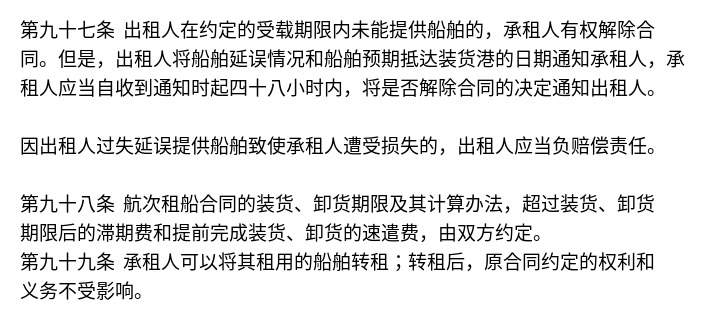 第九十七条 出租人在约定的受载期限内未能提供船舶的，承租人有权解除合
同。但是，出租人将船舶延误情况和船舶预期抵达装货港的日期通知承租人，承
租人应当自收到通知时起四十八小时内，将是否解除合同的决定通知出租人。
因出租人过失延误提供船舶致使承租人遭受损失的，出租人应当负赔偿责任。
第九十八条 航次租船合同的装货、卸货期限及其计算办法，超过装货、卸货
期限后的滞期费和提前完成装货、卸货的速遣费，由双方约定。
第九十九条 承租人可以将其租用的船舶转租；转租后，原合同约定的权利和
义务不受影响。